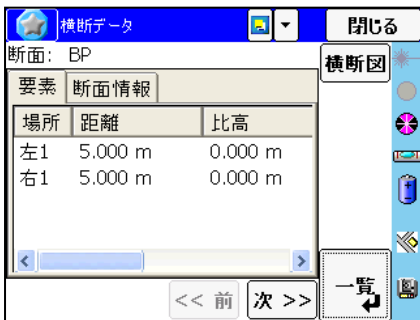 横断データ
閉じる
断面: BP
横断図
要素 断面情報
場所 距離 比高
左1 5.000 m 0.000 m
右1 5.000 m 0.000 m
<< 前 次 >>
一覧